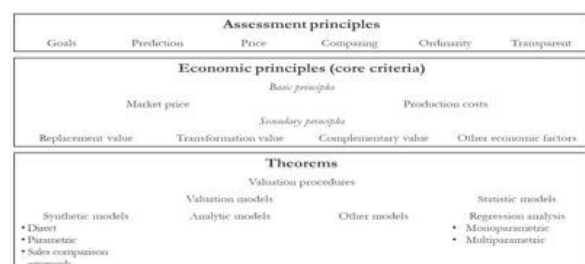 Assessment principles
Goals Prediction Price Comparing Ordinarity Transparent
Economic principles (core criteria)
Basic principles
Market price Production costs
Secondary principles
Replacement value Transformation value Complementary value Other economic factors
Theorems
Valuation procedures
Valuation models Statistic models
Synthetic models Analytic models Other models Regression analysis
• Direct • Monoparametric
• Parametric • Multiparametric
• Sales comparison